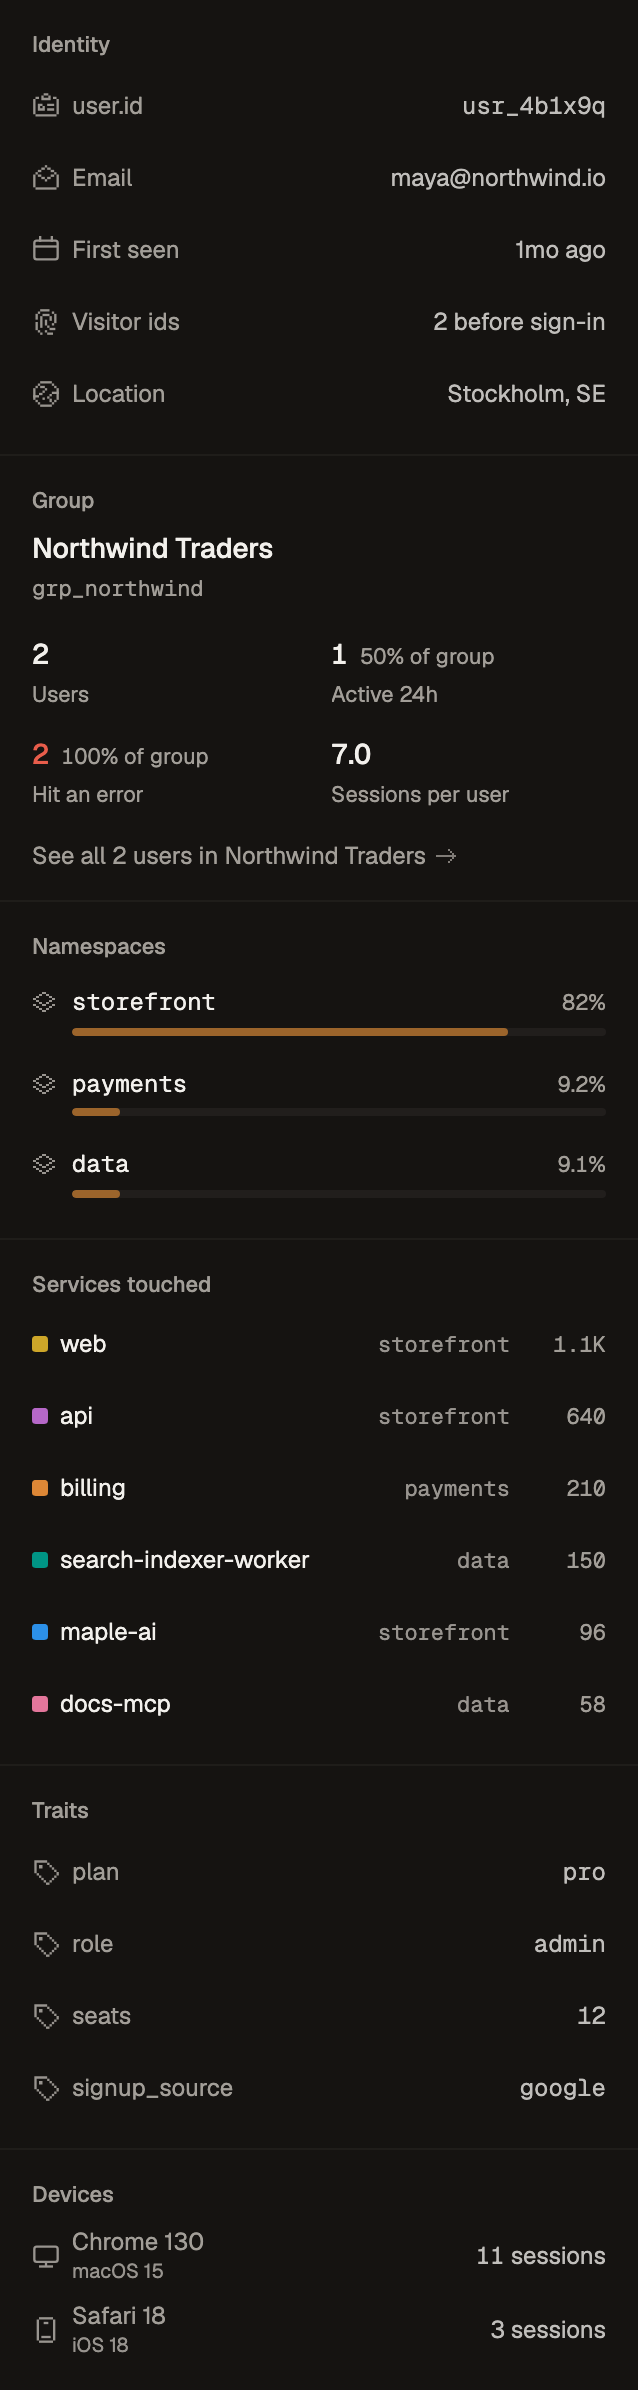 Identity
user.id usr_4b1x9q
Email maya@northwind.io
First seen 1mo ago
Visitor ids 2 before sign-in
Location Stockholm, SE
Group
Northwind Traders
grp_northwind
2 1 50% of group
Users Active 24h
2 100% of group 7.0
Hit an error Sessions per user
See all 2 users in Northwind Traders →
Namespaces
storefront 82%
payments 9.2%
data 9.1%
Services touched
web storefront 1.1K
api storefront 640
billing payments 210
search-indexer-worker data 150
maple-ai storefront 96
docs-mcp data 58
Traits
plan pro
role admin
seats 12
signup_source google
Devices
Chrome 130 11 sessions
macOS 15
Safari 18 3 sessions
iOS 18